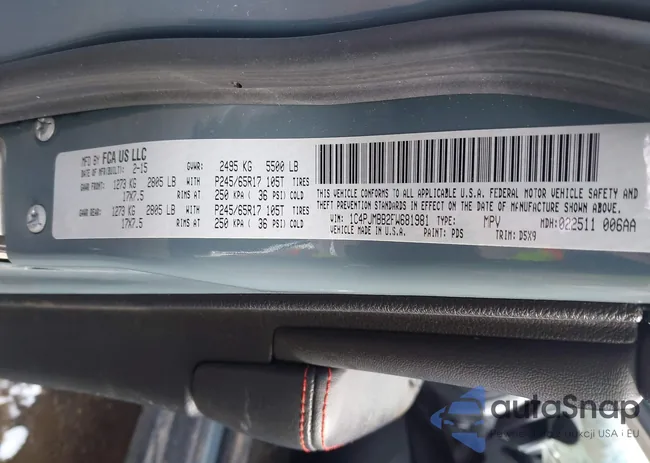 MFD BY FCA US LLC
DATE OF MFR/BUILT): 2-15 GVWR: 2495 KG 5500 LB
GAWR FRONT: 1273 KG 2805 LB WITH P245/65R17 105T TIRES
17X7.5 RIMS AT 250 KPA ( 36 PSI) COLD
GAWR REAR: 1273 KG 2805 LB WITH P245/65R17 105T TIRES
17X7.5 RIMS AT 250 KPA ( 36 PSI) COLD
THIS VEHICLE CONFORMS TO ALL APPLICABLE U.S.A. FEDERAL MOTOR VEHICLE SAFETY AND
THEFT PREVENTION STANDARDS IN EFFECT ON THE DATE OF MANUFACTURE SHOWN ABOVE.
VIN: 1C4PJMBB2FW681981 TYPE: MPV MDH: 022511 006AA
VEHICLE MADE IN U.S.A. PAINT: PDS TRIM: D5X9
autoSnap
aukcji USA i EU